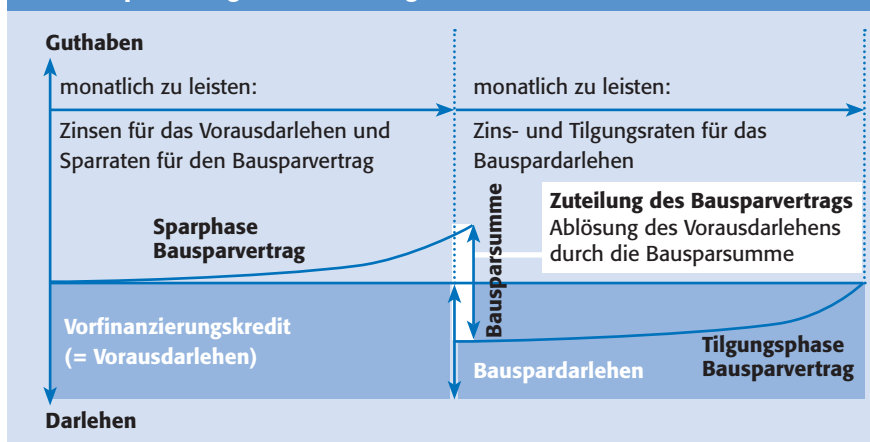 Guthaben
monatlich zu leisten:
Zinsen für das Vorausdarlehen und
Sparraten für den Bausparvertrag
monatlich zu leisten:
Zins- und Tilgungsraten für das
Bauspardarlehen
Sparphase
Bausparvertrag
Bausparsumme
Zuteilung des Bausparvertrags
Ablösung des Vorausdarlehens
durch die Bausparsumme
Vorfinanzierungskredit
(= Vorausdarlehen)
Bauspardarlehen
Tilgungsphase
Bausparvertrag
Darlehen